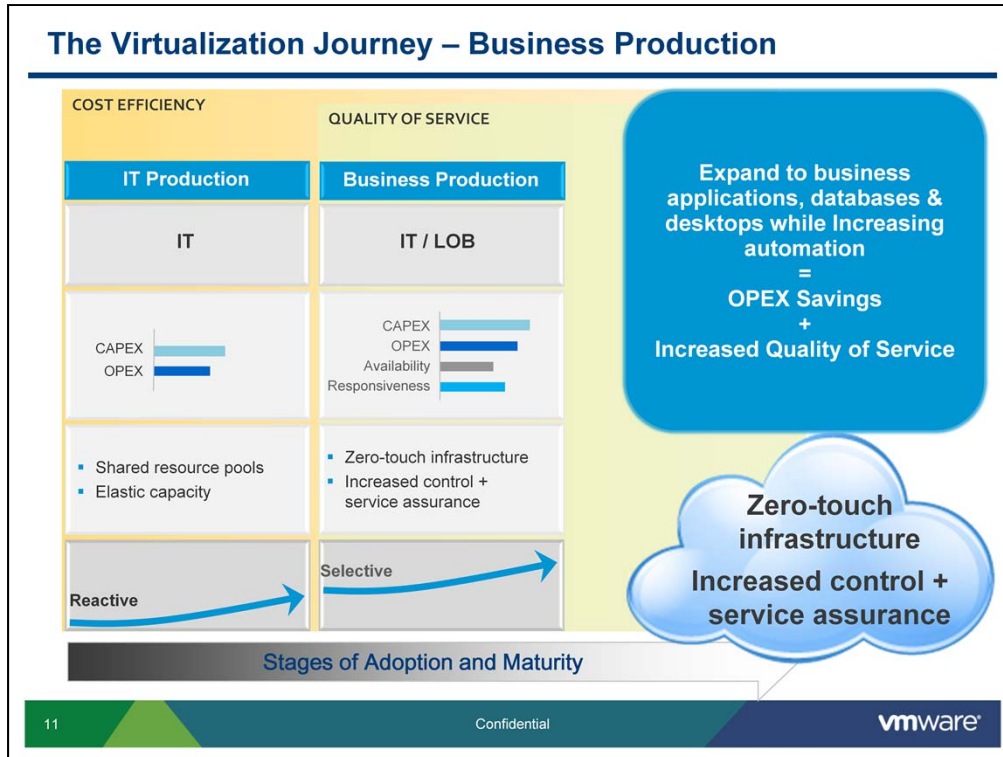 The Virtualization Journey – Business Production
COST EFFICIENCY
QUALITY OF SERVICE
IT Production
Business Production
IT
IT / LOB
CAPEX
OPEX
CAPEX
OPEX
Availability
Responsiveness
▪ Shared resource pools
▪ Elastic capacity
▪ Zero-touch infrastructure
▪ Increased control +
service assurance
Reactive
Selective
Expand to business
applications, databases &
desktops while Increasing
automation
=
OPEX Savings
+
Increased Quality of Service
Zero-touch
infrastructure
Increased control +
service assurance
Stages of Adoption and Maturity
11
Confidential
vmware®